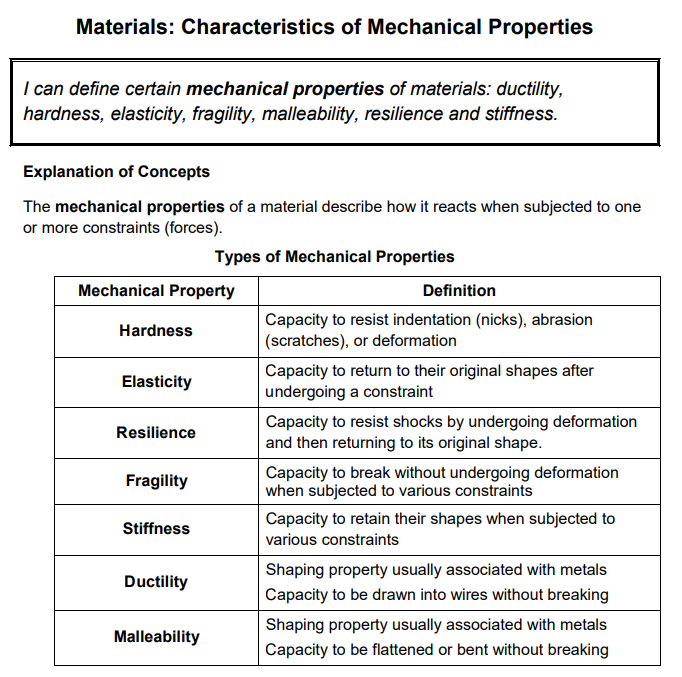 Materials: Characteristics of Mechanical Properties
I can define certain mechanical properties of materials: ductility,
hardness, elasticity, fragility, malleability, resilience and stiffness.
Explanation of Concepts
The mechanical properties of a material describe how it reacts when subjected to one
or more constraints (forces).
Types of Mechanical Properties
Mechanical Property
Definition
Hardness
Capacity to resist indentation (nicks), abrasion
(scratches), or deformation
Elasticity
Capacity to return to their original shapes after
undergoing a constraint
Resilience
Capacity to resist shocks by undergoing deformation
and then returning to its original shape.
Fragility
Capacity to break without undergoing deformation
when subjected to various constraints
Stiffness
Capacity to retain their shapes when subjected to
various constraints
Ductility
Shaping property usually associated with metals
Capacity to be drawn into wires without breaking
Malleability
Shaping property usually associated with metals
Capacity to be flattened or bent without breaking